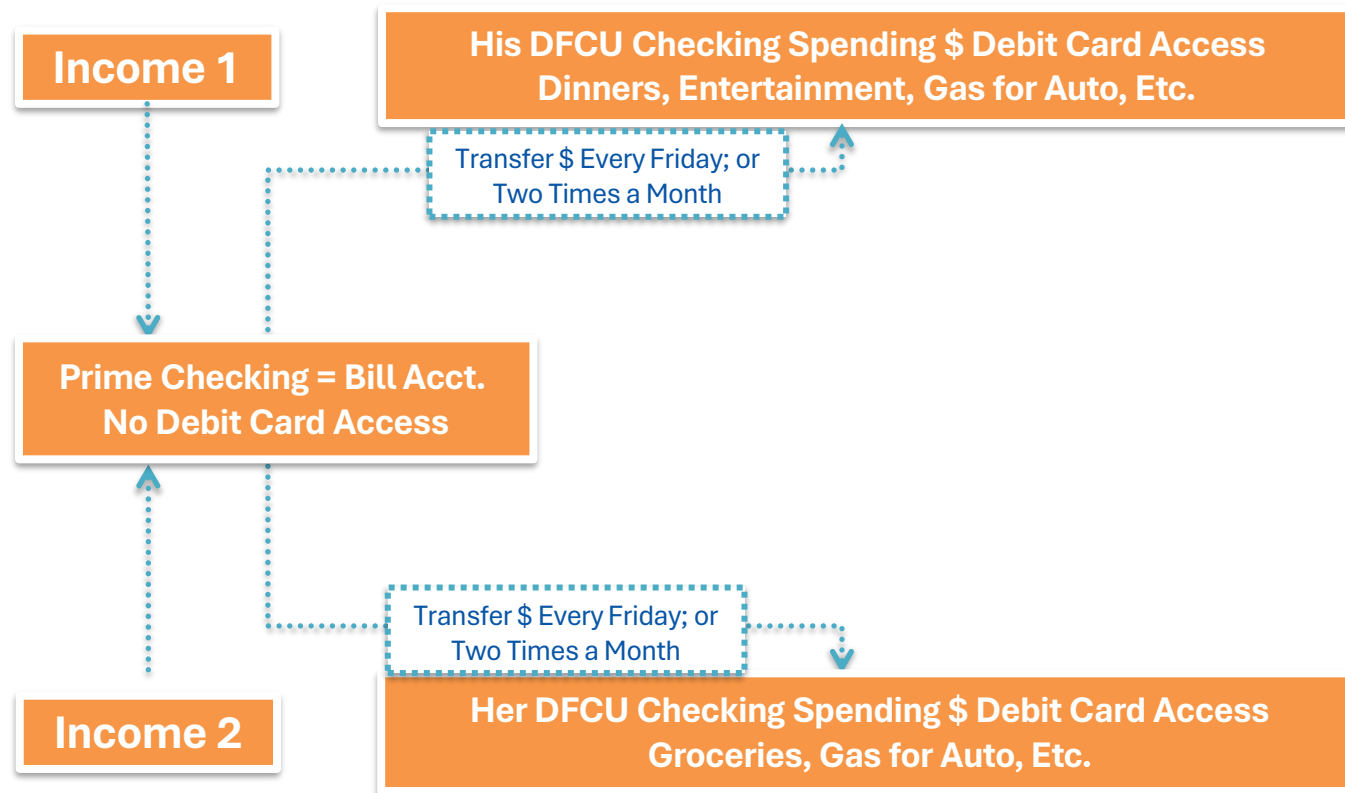 Income 1
His DFCU Checking Spending $ Debit Card Access
Dinners, Entertainment, Gas for Auto, Etc.
Transfer $ Every Friday; or
Two Times a Month
Prime Checking = Bill Acct.
No Debit Card Access
Transfer $ Every Friday; or
Two Times a Month
Income 2
Her DFCU Checking Spending $ Debit Card Access
Groceries, Gas for Auto, Etc.